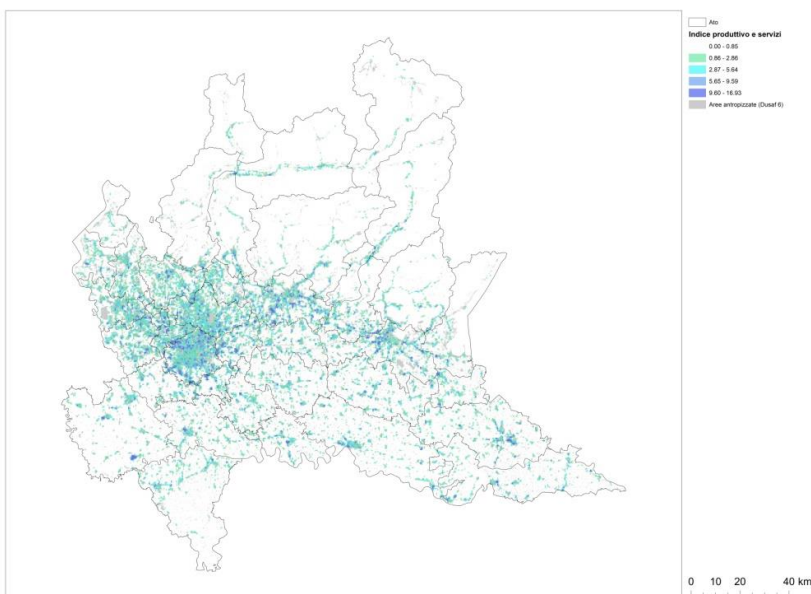 Ato
Indice produttivo e servizi
0.00 - 0.85
0.86 - 2.86
2.87 - 5.64
5.65 - 9.59
9.60 - 16.93
Aree antropizzate (Dusaf 6)
0 10 20 40 km